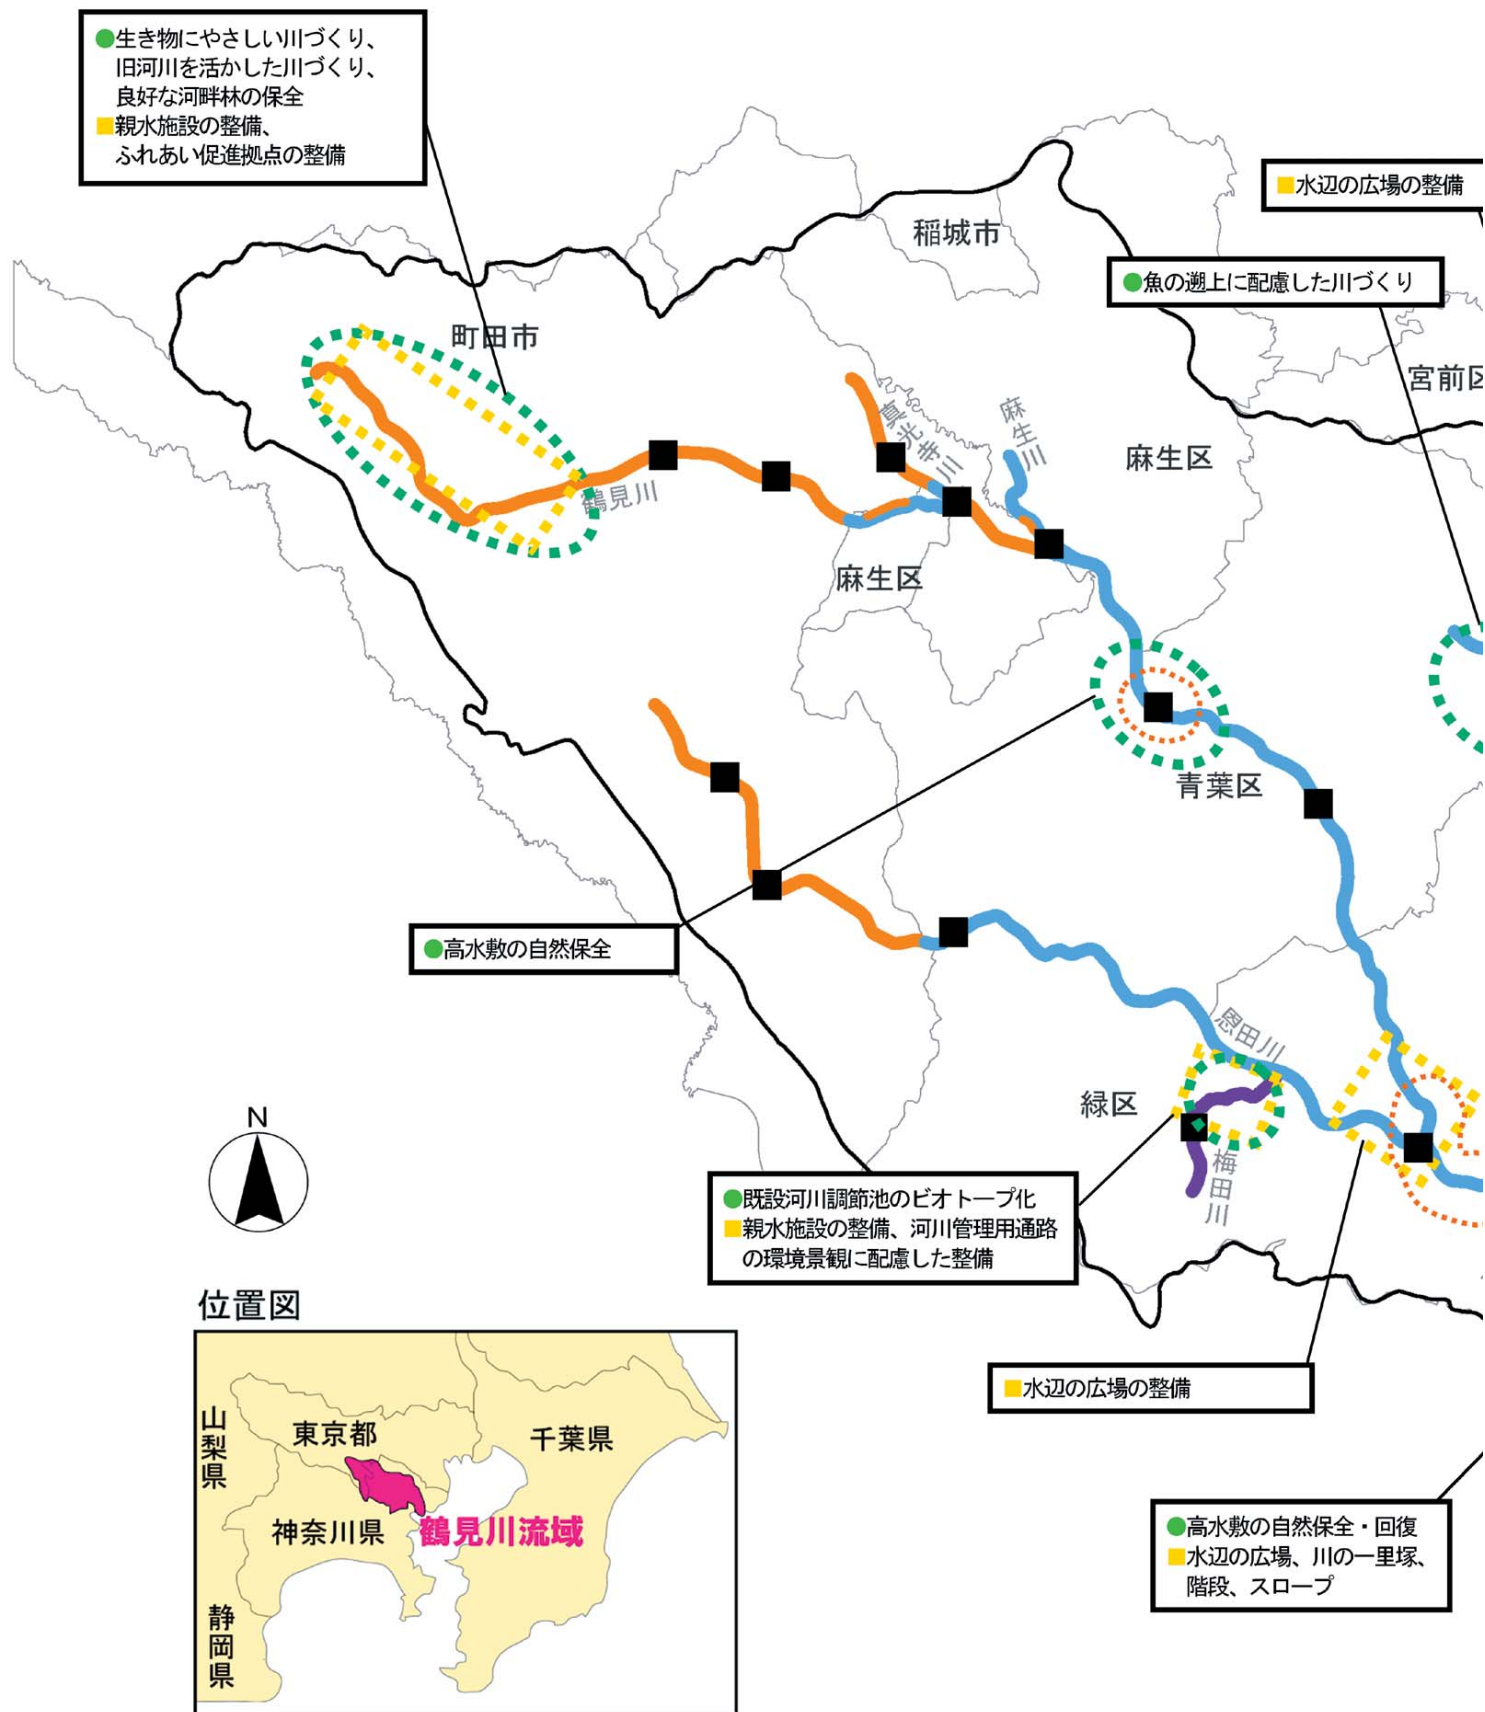 ●生き物にやさしい川づくり、
旧河川を活かした川づくり、
良好な河畔林の保全
■親水施設の整備、
ふれあい促進拠点の整備
■水辺の広場の整備
稲城市
●魚の遡上に配慮した川づくり
町田市
宮前区
真光寺川
麻生川
麻生区
鶴見川
麻生区
青葉区
●高水敷の自然保全
恩田川
緑区
梅田川
N
●既設河川調節池のビオトープ化
■親水施設の整備、河川管理用通路
の環境景観に配慮した整備
位置図
■水辺の広場の整備
山梨県
東京都
千葉県
神奈川県
鶴見川流域
静岡県
●高水敷の自然保全・回復
■水辺の広場、川の一里塚、
階段、スロープ